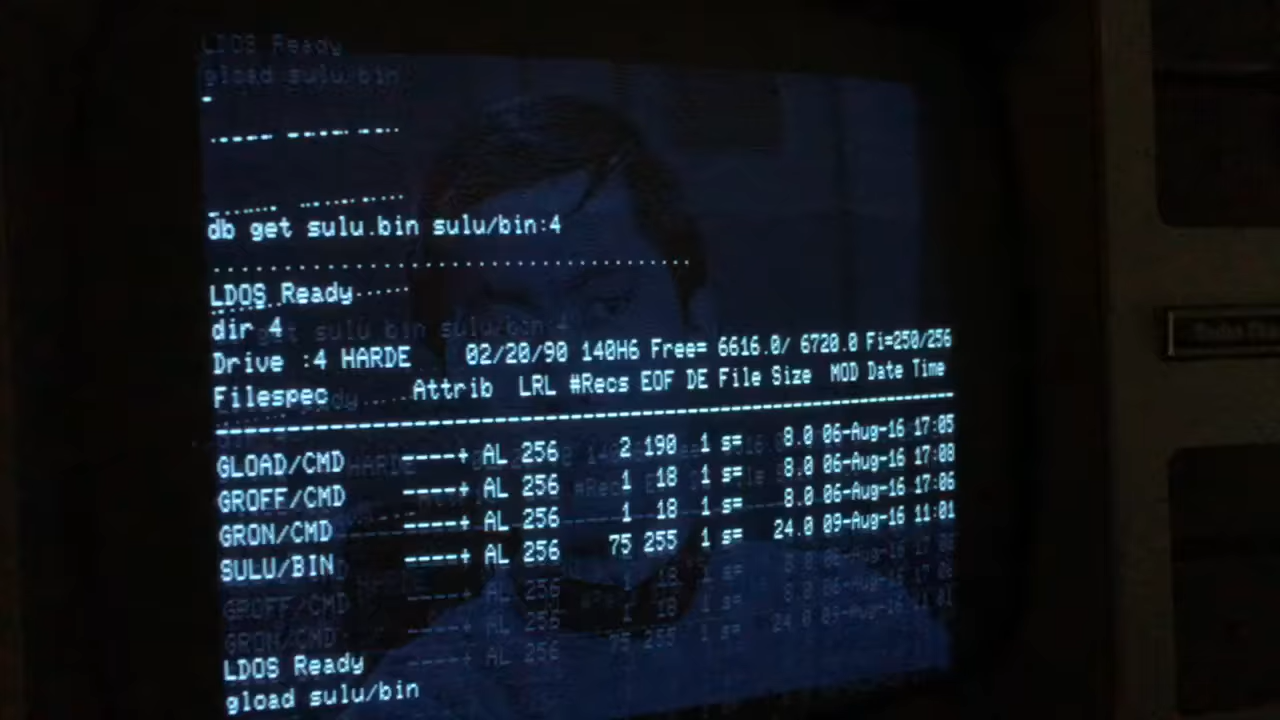 LDOS Ready
gload sulu/bin
db get sulu.bin sulu/bin:4
LDOS Ready
dir 4
Drive :4 HARDE 02/20/90 140H6 Free= 6616.0/ 6720.0 Fi=250/256
Filespec Attrib LRL #Recs EOF DE File Size MOD Date Time
GLOAD/CMD ----+ AL 256 2 190 1 s= 8.0 06-Aug-16 17:05
GROFF/CMD ----+ AL 256 1 18 1 s= 8.0 06-Aug-16 17:08
GRON/CMD ----+ AL 256 1 18 1 s= 8.0 06-Aug-16 17:06
SULU/BIN ----+ AL 256 75 255 1 s= 24.0 09-Aug-16 11:01
LDOS Ready
gload sulu/bin